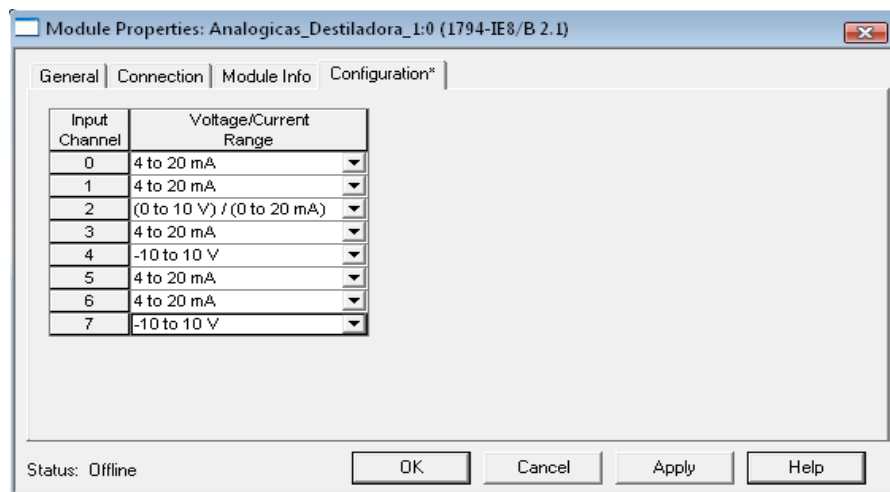 Module Properties: Analogicas_Destiladora_1:0 (1794-IE8/B 2.1)
General Connection Module Info Configuration*
Input Channel Voltage/Current Range
0 4 to 20 mA
1 4 to 20 mA
2 (0 to 10 V) / (0 to 20 mA)
3 4 to 20 mA
4 -10 to 10 V
5 4 to 20 mA
6 4 to 20 mA
7 -10 to 10 V
Status: Offline OK Cancel Apply Help